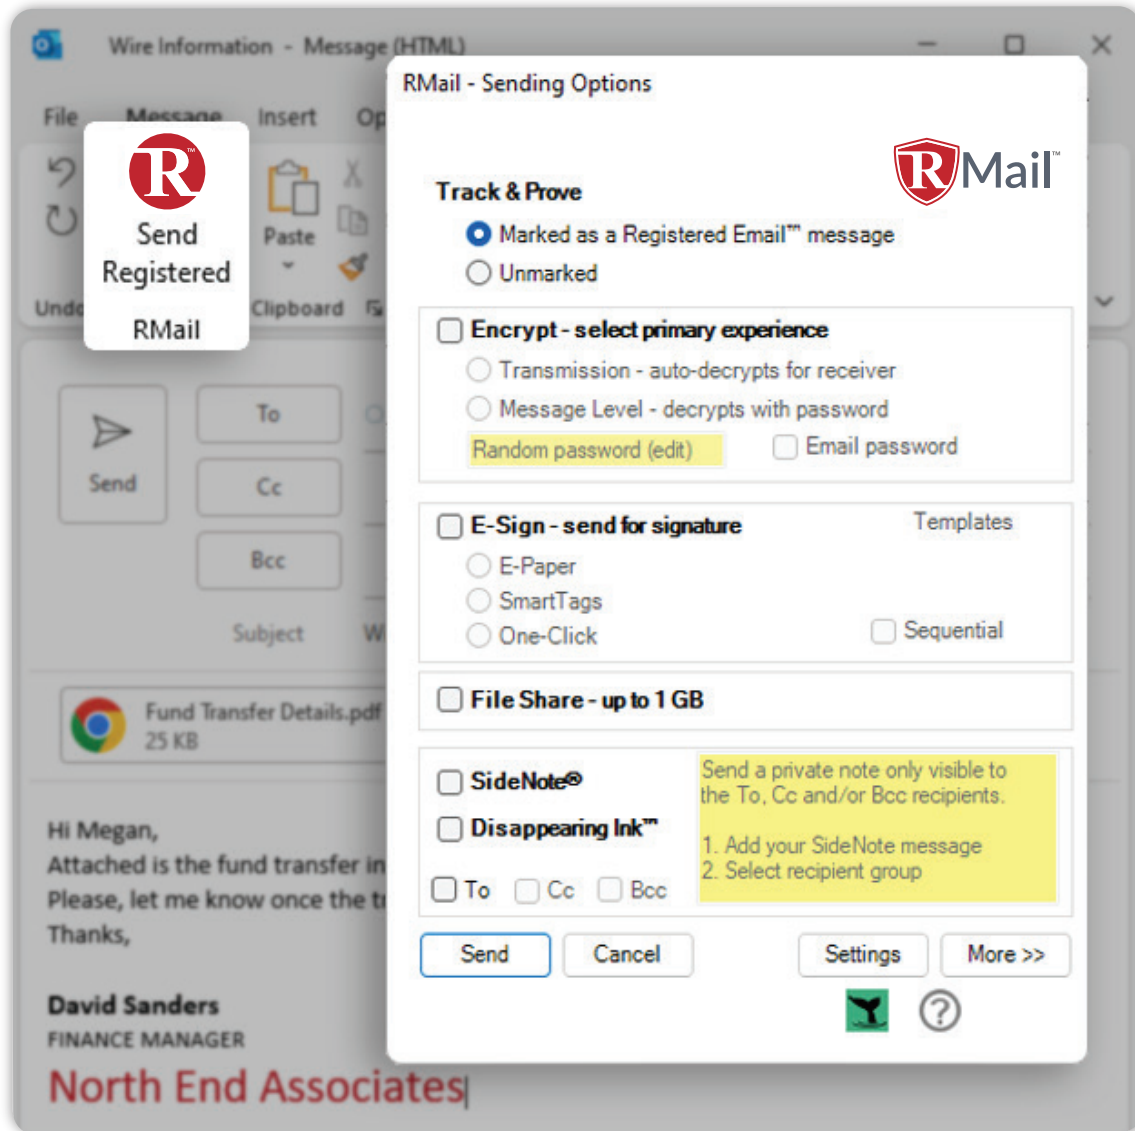 Wire Information - Message (HTML)
File Message Insert Op
R™
Send
Registered
RMail
Paste
Undo
Clipboard
Send
To
Cc
Bcc
Subject
Fund Transfer Details.pdf
25 KB
Hi Megan,
Attached is the fund transfer in
Please, let me know once the tr
Thanks,
David Sanders
FINANCE MANAGER
North End Associates
RMail - Sending Options
RMail™
Track & Prove
Marked as a Registered Email™ message
Unmarked
Encrypt - select primary experience
Transmission - auto-decrypts for receiver
Message Level - decrypts with password
Random password (edit)
Email password
E-Sign - send for signature
Templates
E-Paper
SmartTags
One-Click
Sequential
File Share - up to 1 GB
SideNote®
Disappearing Ink™
To Cc Bcc
Send a private note only visible to
the To, Cc and/or Bcc recipients.
1. Add your SideNote message
2. Select recipient group
Send Cancel Settings More >>
?